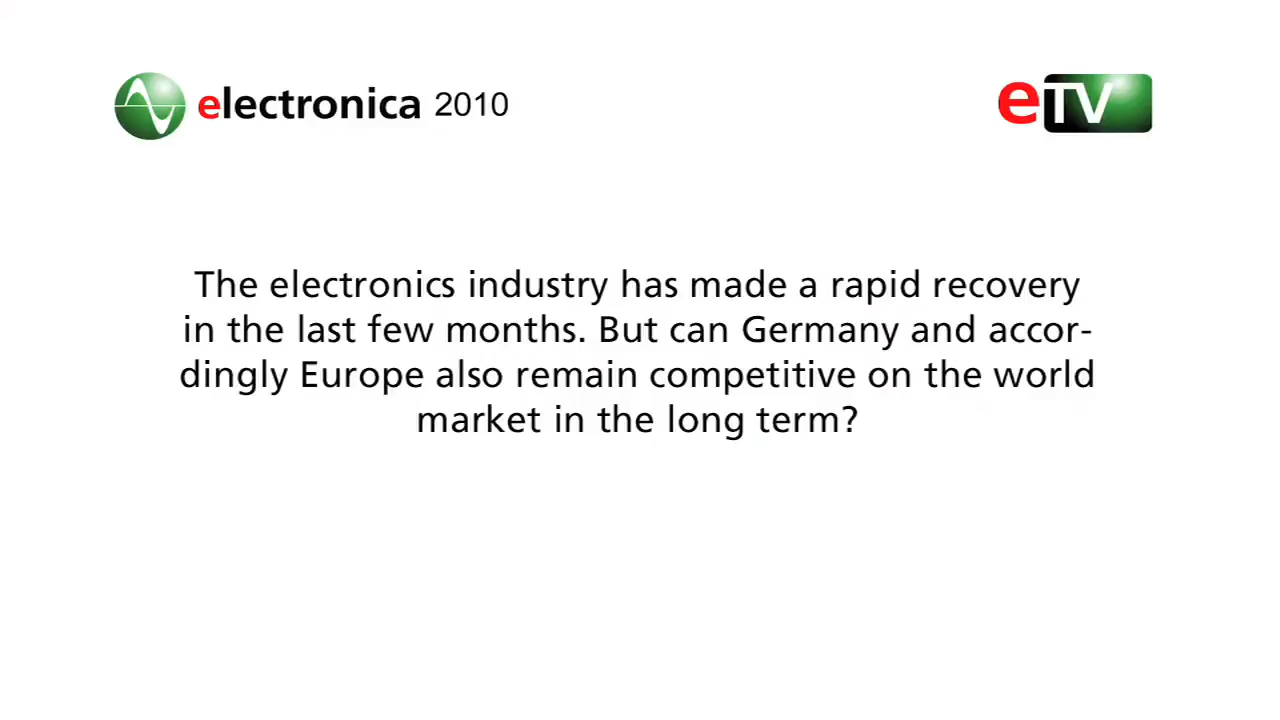 electronica 2010
eTV
The electronics industry has made a rapid recovery
in the last few months. But can Germany and accor-
dingly Europe also remain competitive on the world
market in the long term?